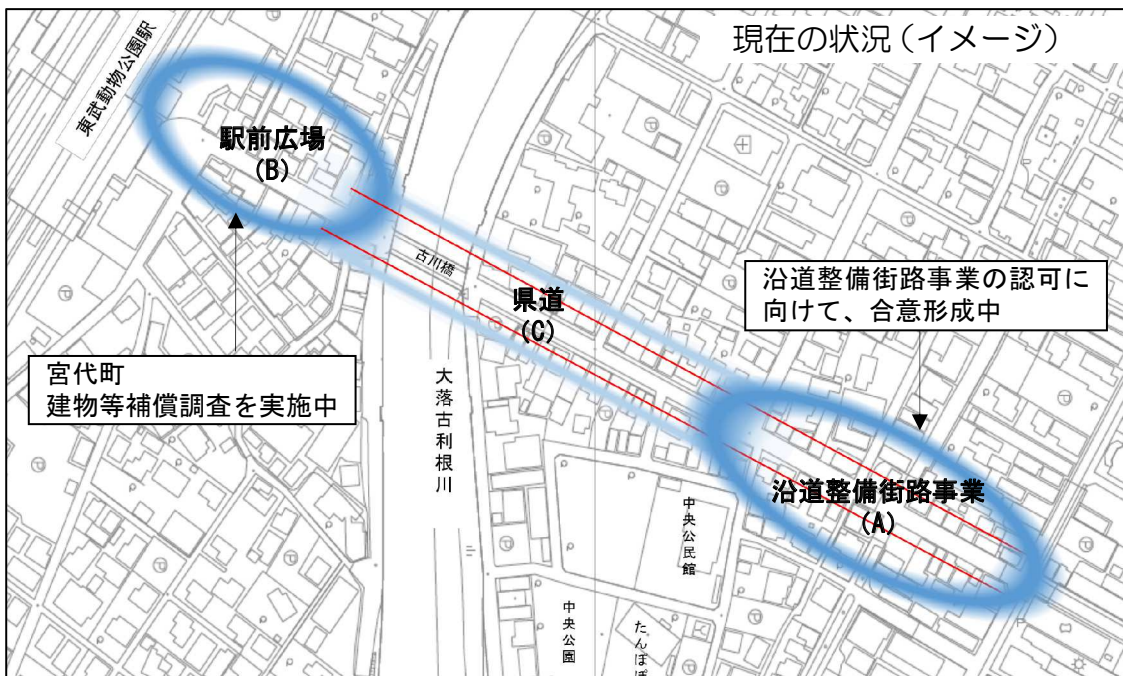 現在の状況(イメージ)
東武動物公園駅
駅前広場
(B)
古川橋
県道
(C)
沿道整備街路事業の認可に
向けて、合意形成中
宮代町
建物等補償調査を実施中
大落古利根川
沿道整備街路事業
(A)
中央公民館
中央公園
たんぽぽ